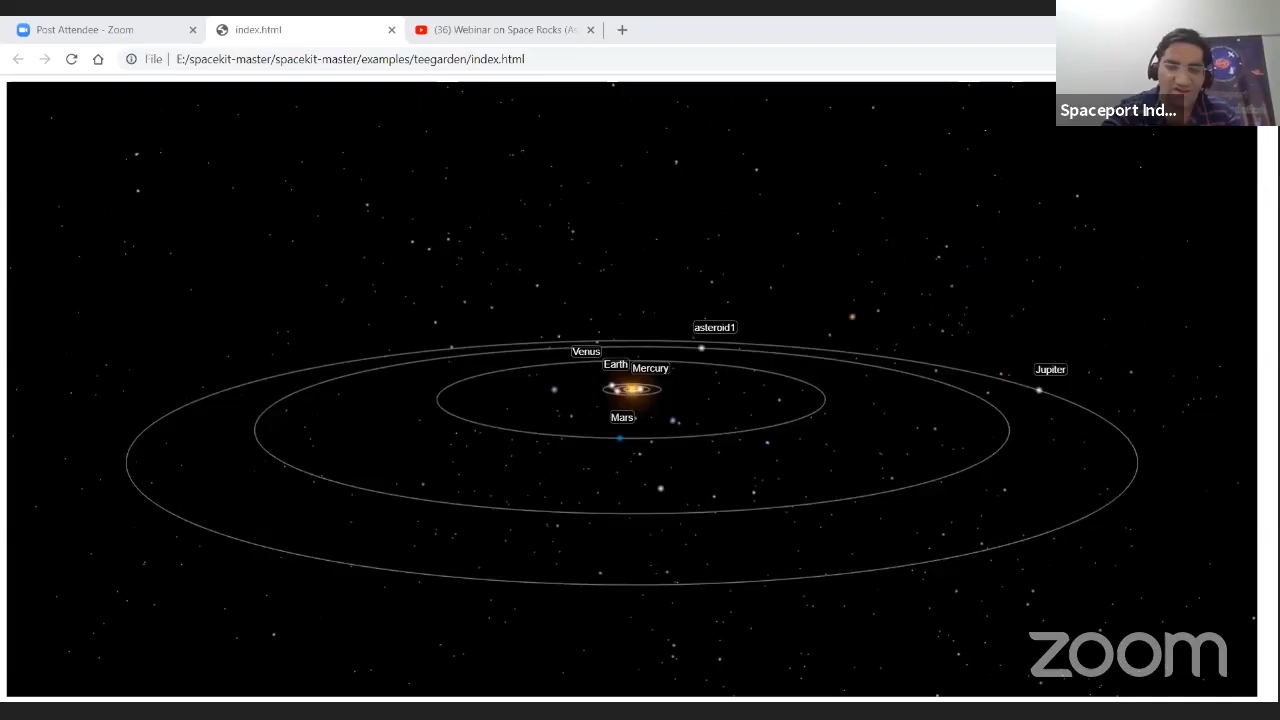 Post Attendee - Zoom
index.html
(36) Webinar on Space Rocks (As
File
E:/spacekit-master/spacekit-master/examples/teegarden/index.html
Spaceport Ind...
asteroid1
Venus
Earth
Mercury
Jupiter
Mars
zoom